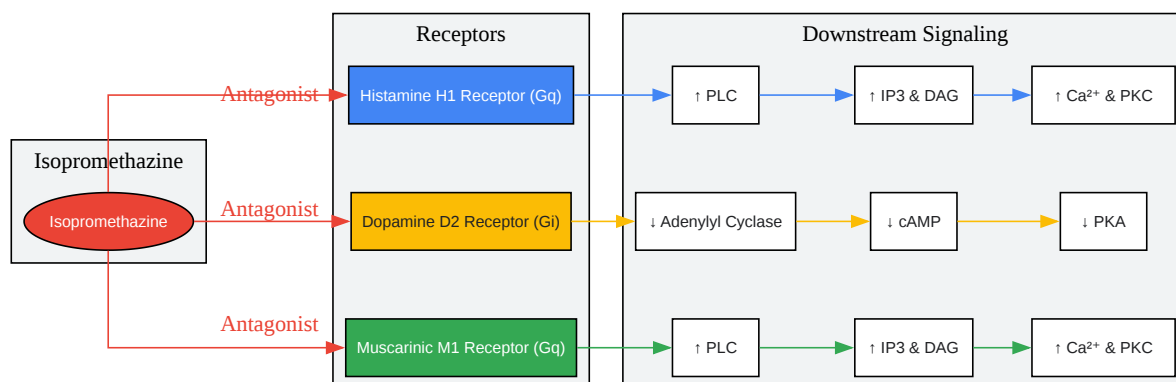 Receptors
Downstream Signaling
Antagonist
Histamine H1 Receptor (Gq)
↑ PLC
↑ IP3 & DAG
↑ Ca²⁺ & PKC
Isopromethazine
Isopromethazine
Antagonist
Dopamine D2 Receptor (Gi)
↓ Adenylyl Cyclase
↓ cAMP
↓ PKA
Antagonist
Muscarinic M1 Receptor (Gq)
↑ PLC
↑ IP3 & DAG
↑ Ca²⁺ & PKC